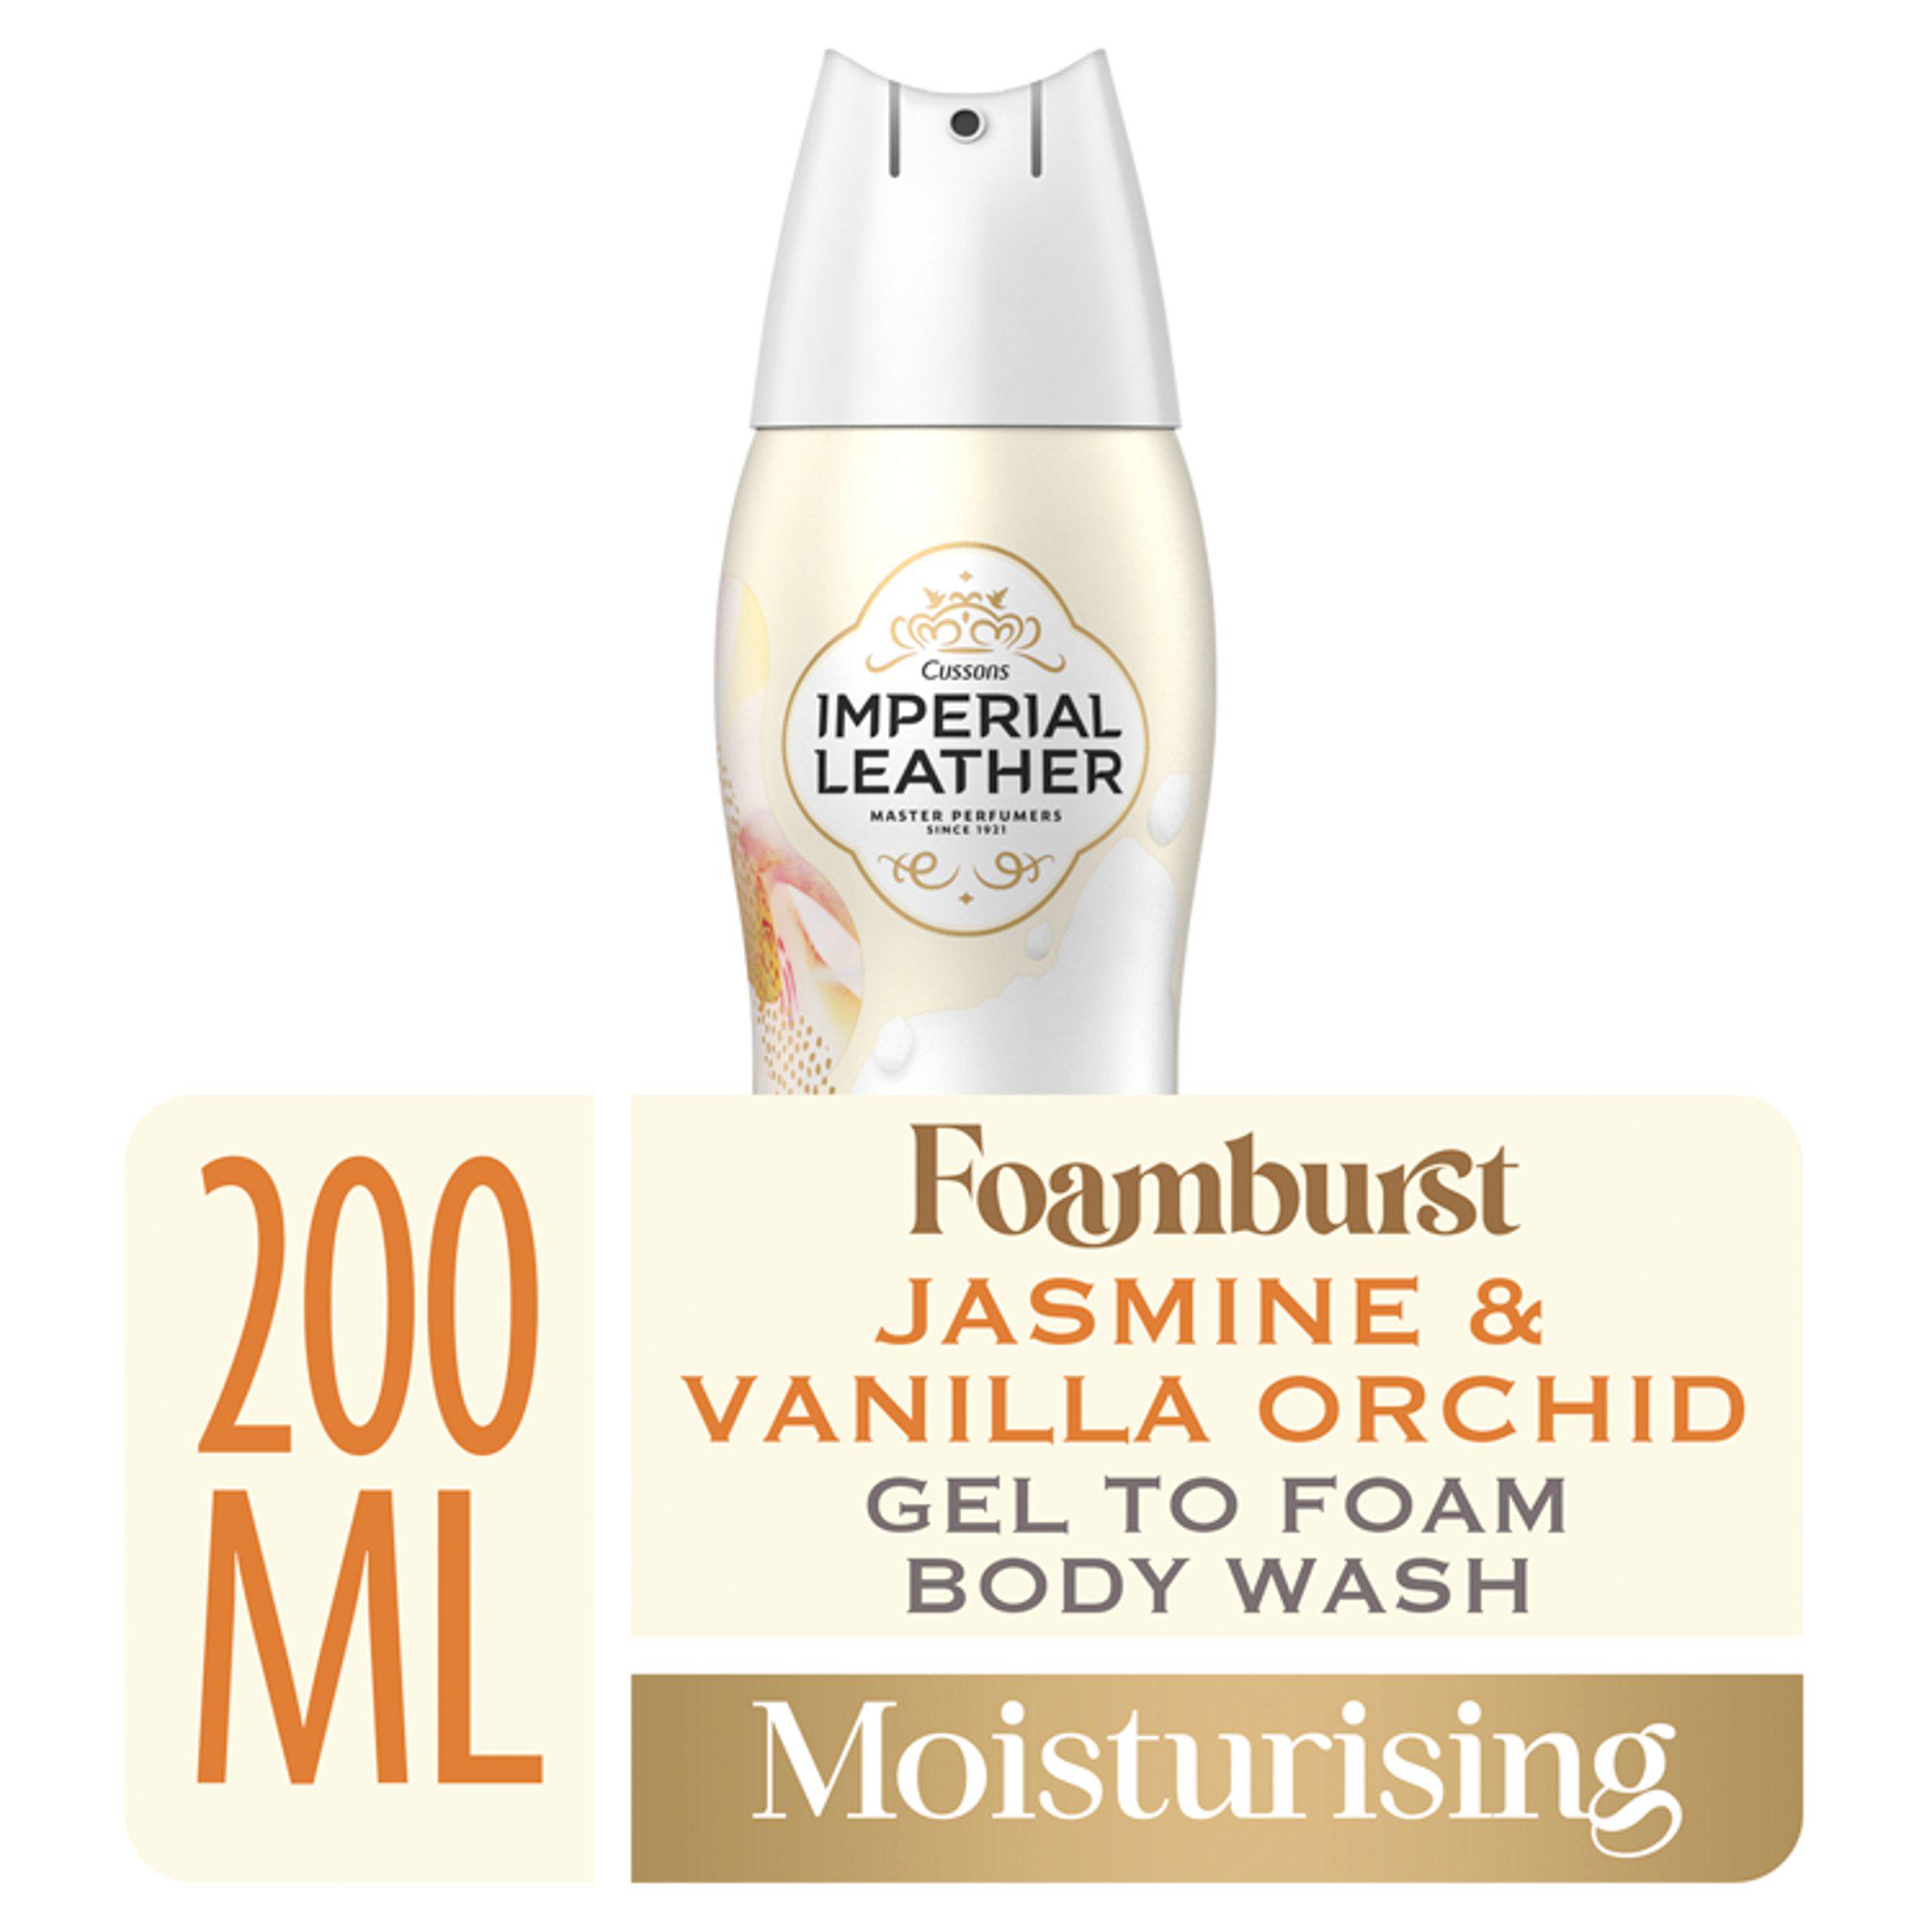 Cussons
IMPERIAL
LEATHER
MASTER PERFUMERS
SINCE 1921
200
ML
Foamburst
JASMINE &
VANILLA ORCHID
GEL TO FOAM
BODY WASH
Moisturising